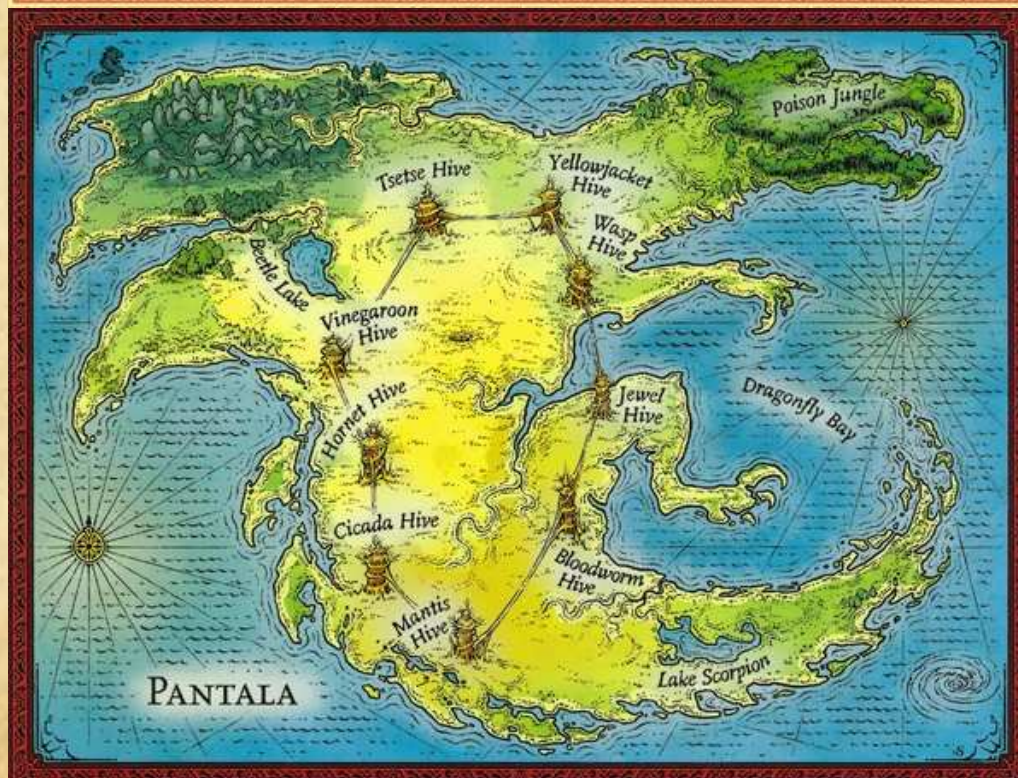 Poison Jungle
Tsetse Hive
Yellowjacket
Hive
Wasp
Hive
Beetle Lake
Vinegaroon
Hive
Jewel
Hive
Dragonfly Bay
Hornet Hive
Cicada Hive
Bloodworm
Hive
Mantis
Hive
Lake Scorpion
PANTALA